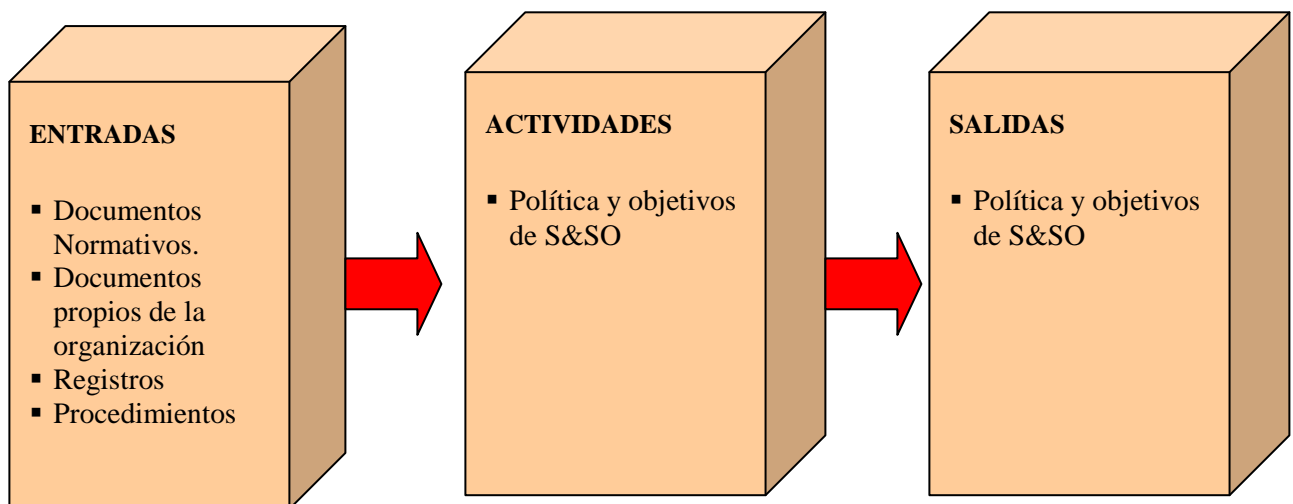 ENTRADAS
▪ Documentos
Normativos.
▪ Documentos
propios de la
organización
▪ Registros
▪ Procedimientos
ACTIVIDADES
▪ Política y objetivos
de S&SO
SALIDAS
▪ Política y objetivos
de S&SO